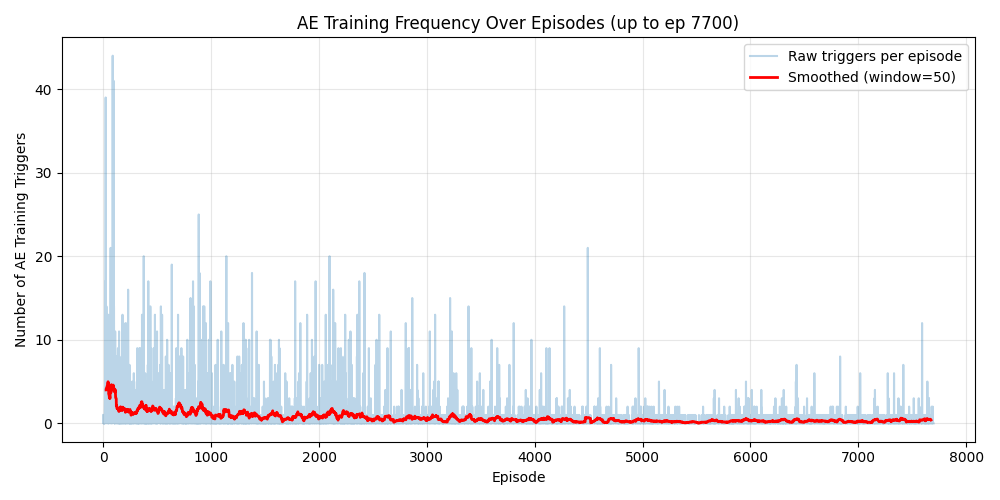 AE Training Frequency Over Episodes (up to ep 7700)
Raw triggers per episode
Smoothed (window=50)
Number of AE Training Triggers
40
30
20
10
0
0 1000 2000 3000 4000 5000 6000 7000 8000
Episode